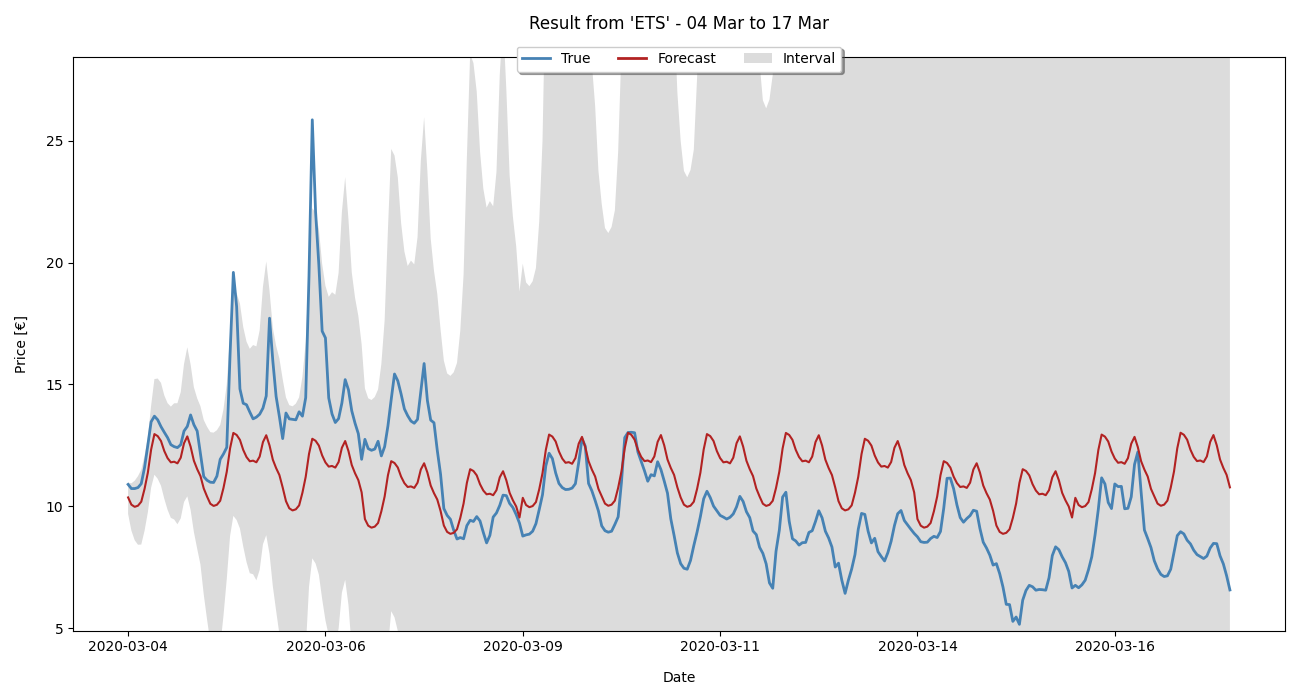 Result from 'ETS' - 04 Mar to 17 Mar
True Forecast Interval
25
20
15
10
5
Price [€]
2020-03-04 2020-03-06 2020-03-09 2020-03-11 2020-03-14 2020-03-16
Date